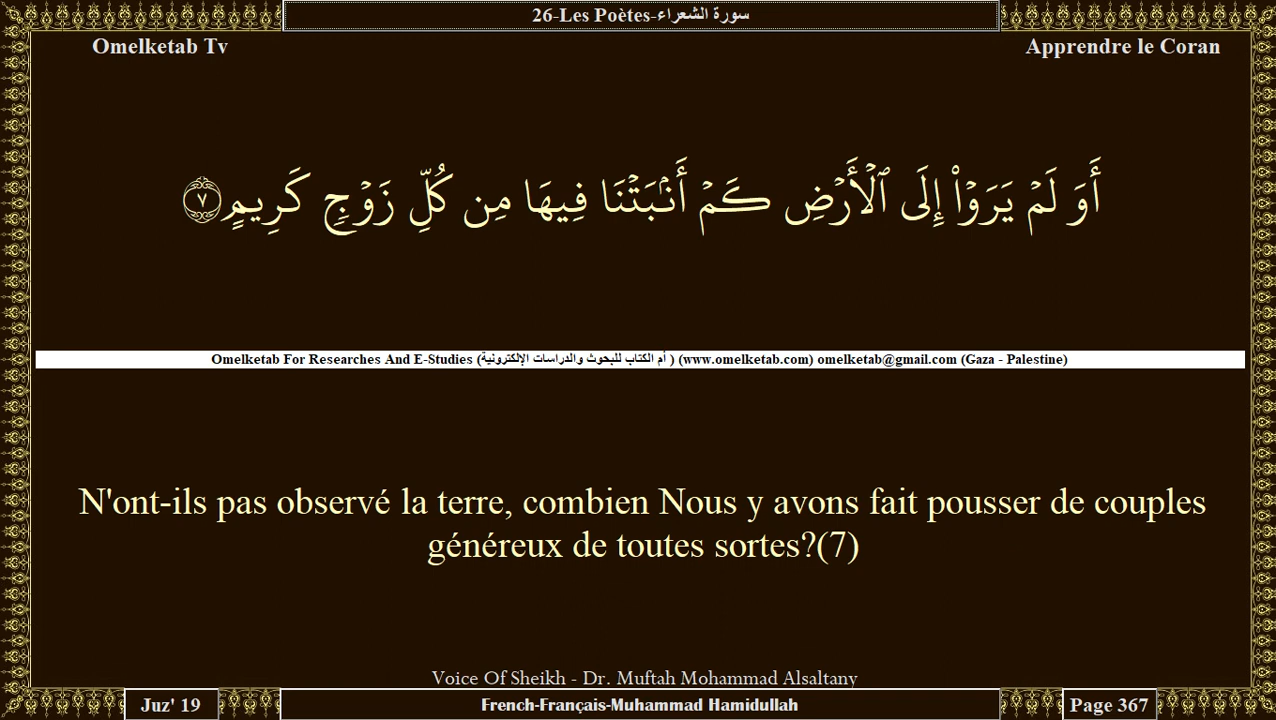 26-Les Poètes-سورة الشعراء
Omelketab Tv
Apprendre le Coran
أَوَ لَمْ يَرَوْا۟ إِلَى ٱلْأَرْضِ كَمْ أَنۢبَتْنَا فِيهَا مِن كُلِّ زَوْجٍۢ كَرِيمٍ ٧
Omelketab For Researches And E-Studies (أم الكتاب للبحوث والدراسات الإلكترونية ) (www.omelketab.com) omelketab@gmail.com (Gaza - Palestine)
N'ont-ils pas observé la terre, combien Nous y avons fait pousser de couples
généreux de toutes sortes?(7)
Voice Of Sheikh - Dr. Muftah Mohammad Alsaltany
Juz' 19
French-Français-Muhammad Hamidullah
Page 367